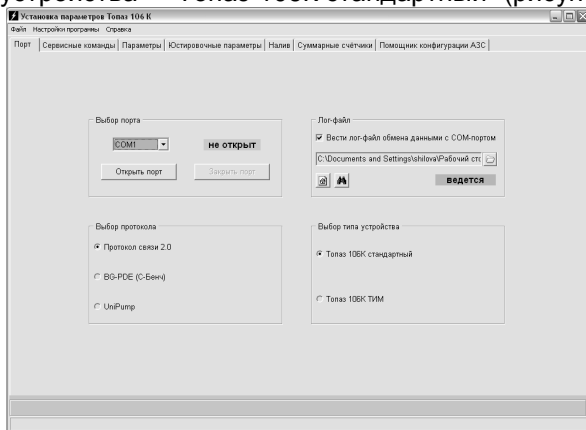 устройства – "Топаз-106К стандартный" (рисун
Установка параметров Топаз 106 К
Файл Настройки программы Справка
Порт Сервисные команды Параметры Юстировочные параметры Налив Суммарные счётчики Помощник конфигурации АЗС
Выбор порта
COM1
не открыт
Открыть порт
Закрыть порт
Лог-файл
Вести лог-файл обмена данными с COM-портом
C:\Documents and Settings\shilova\Рабочий стс
ведется
Выбор протокола
Протокол связи 2.0
BG-PDE (С-Бенч)
UniPump
Выбор типа устройства
Топаз 106К стандартный
Топаз 106К ТИМ